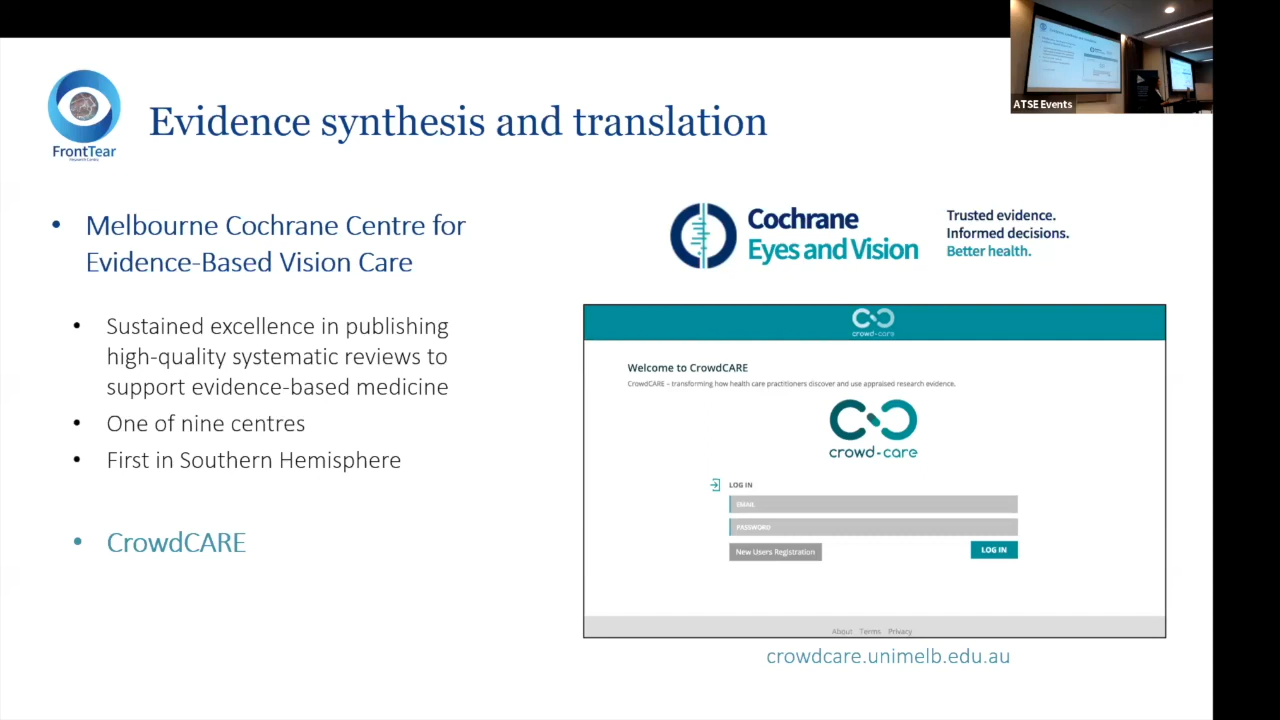 ATSE Events
FrontTear
Research Centre
Evidence synthesis and translation
• Melbourne Cochrane Centre for
Evidence-Based Vision Care
• Sustained excellence in publishing
high-quality systematic reviews to
support evidence-based medicine
• One of nine centres
• First in Southern Hemisphere
• CrowdCARE
Cochrane
Eyes and Vision
Trusted evidence.
Informed decisions.
Better health.
crowd-care
Welcome to CrowdCARE
CrowdCARE – transforming how health care practitioners discover and use appraised research evidence.
crowd-care
LOG IN
EMAIL
PASSWORD
New Users Registration
LOG IN
About Terms Privacy
crowdcare.unimelb.edu.au